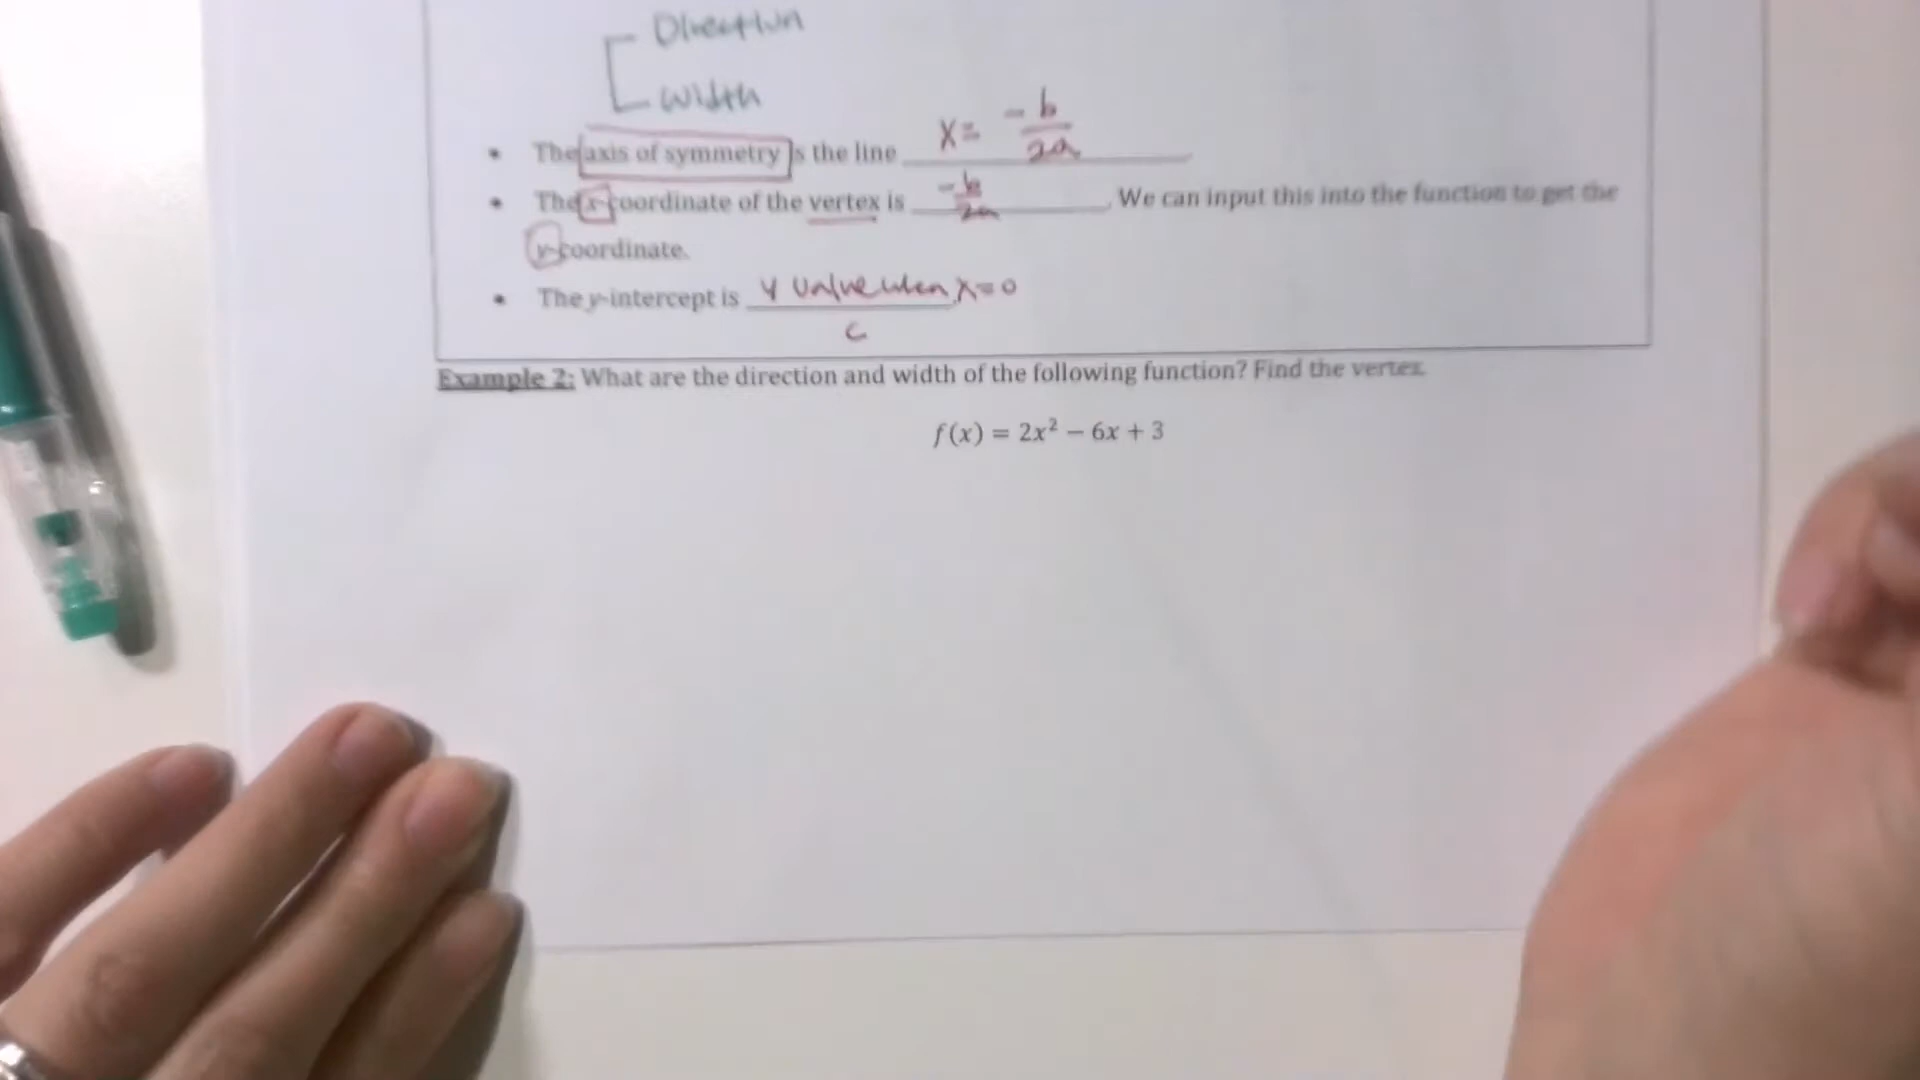 Direction
width
• The axis of symmetry is the line x = -b/2a
• The x-coordinate of the vertex is -b/2a. We can input this into the function to get the
y-coordinate.
• The y-intercept is y value when x=0
c
Example 2: What are the direction and width of the following function? Find the vertex.
f(x) = 2x² − 6x + 3